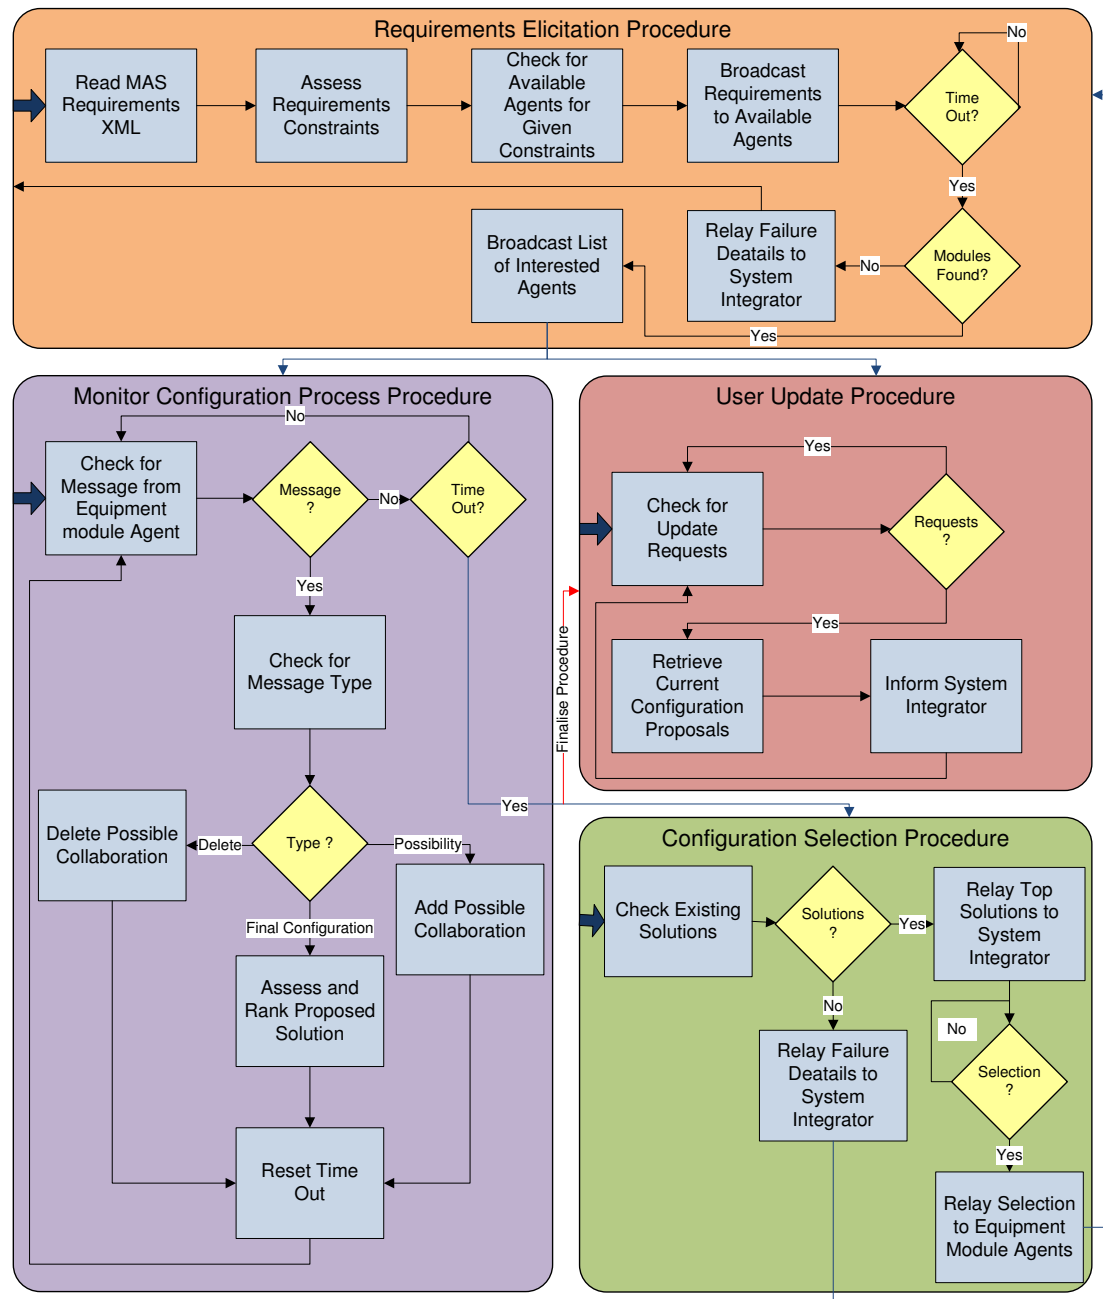 Requirements Elicitation Procedure
Read MAS
Requirements
XML
Assess
Requirements
Constraints
Check for
Available
Agents for
Given
Constraints
Broadcast
Requirements
to Available
Agents
Time
Out?
No
Yes
Modules
Found?
No
Relay Failure
Deatails to
System
Integrator
Yes
Broadcast List
of Interested
Agents
Monitor Configuration Process Procedure
No
Check for
Message from
Equipment
module Agent
Message
?
No
Time
Out?
Yes
Check for
Message Type
Type ?
Delete
Possibility
Delete Possible
Collaboration
Add Possible
Collaboration
Final Configuration
Assess and
Rank Proposed
Solution
Reset Time
Out
Yes
Finalise Procedure
User Update Procedure
Yes
Check for
Update
Requests
Requests
?
Yes
Retrieve
Current
Configuration
Proposals
Inform System
Integrator
Configuration Selection Procedure
Check Existing
Solutions
Solutions
?
Yes
Relay Top
Solutions to
System
Integrator
No
Relay Failure
Deatails to
System
Integrator
No
Selection
?
Yes
Relay Selection
to Equipment
Module Agents